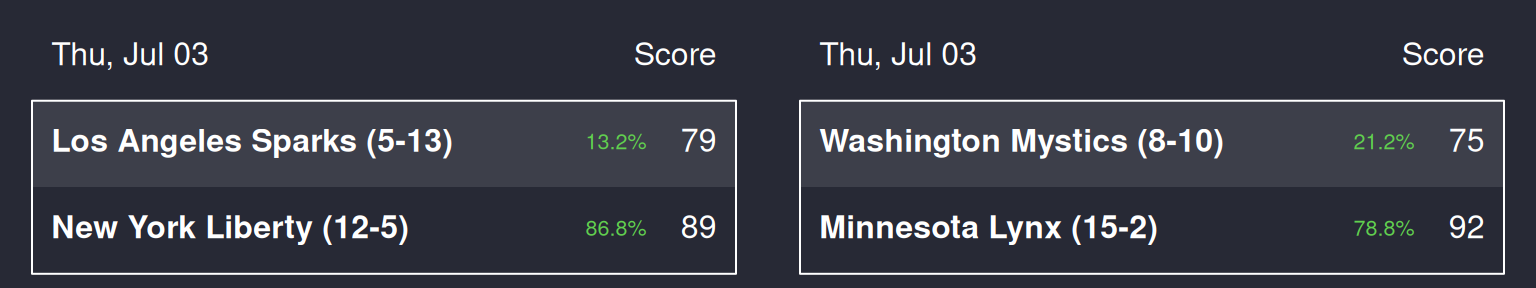 Thu, Jul 03 Score
Los Angeles Sparks (5-13) 13.2% 79
New York Liberty (12-5) 86.8% 89
Thu, Jul 03 Score
Washington Mystics (8-10) 21.2% 75
Minnesota Lynx (15-2) 78.8% 92